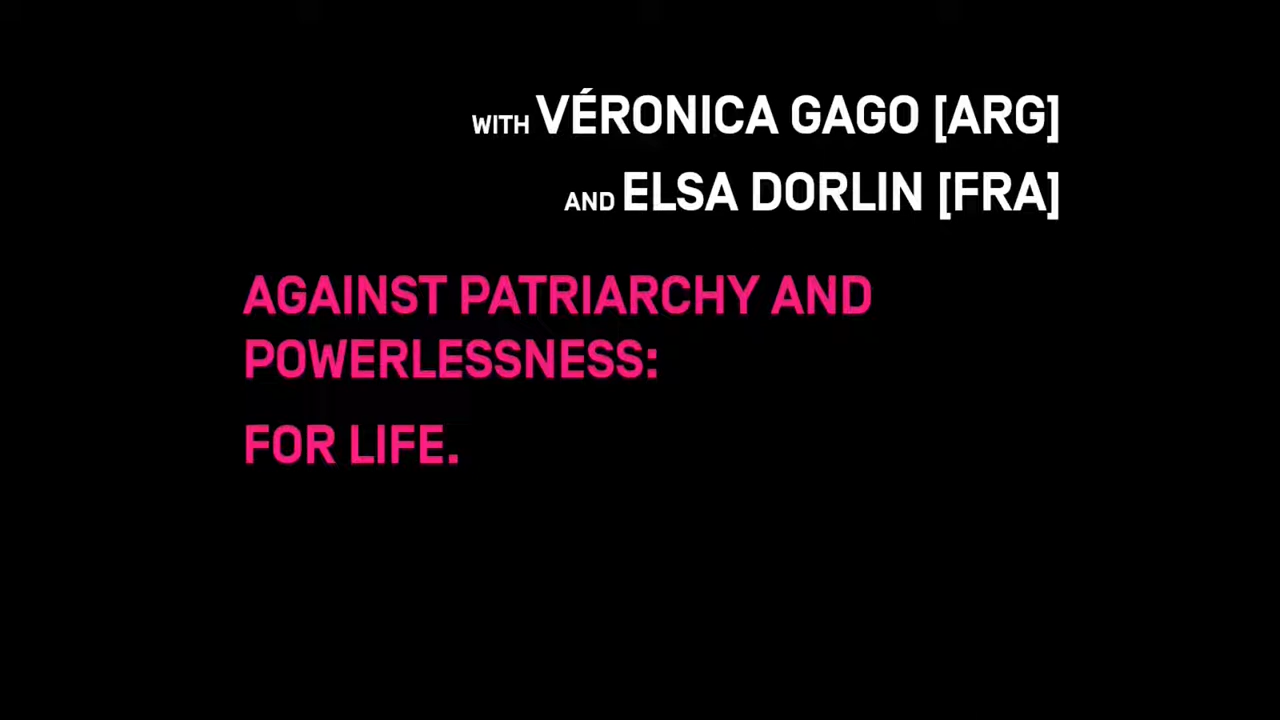 WITH VÉRONICA GAGO [ARG]
AND ELSA DORLIN [FRA]
AGAINST PATRIARCHY AND
POWERLESSNESS:
FOR LIFE.